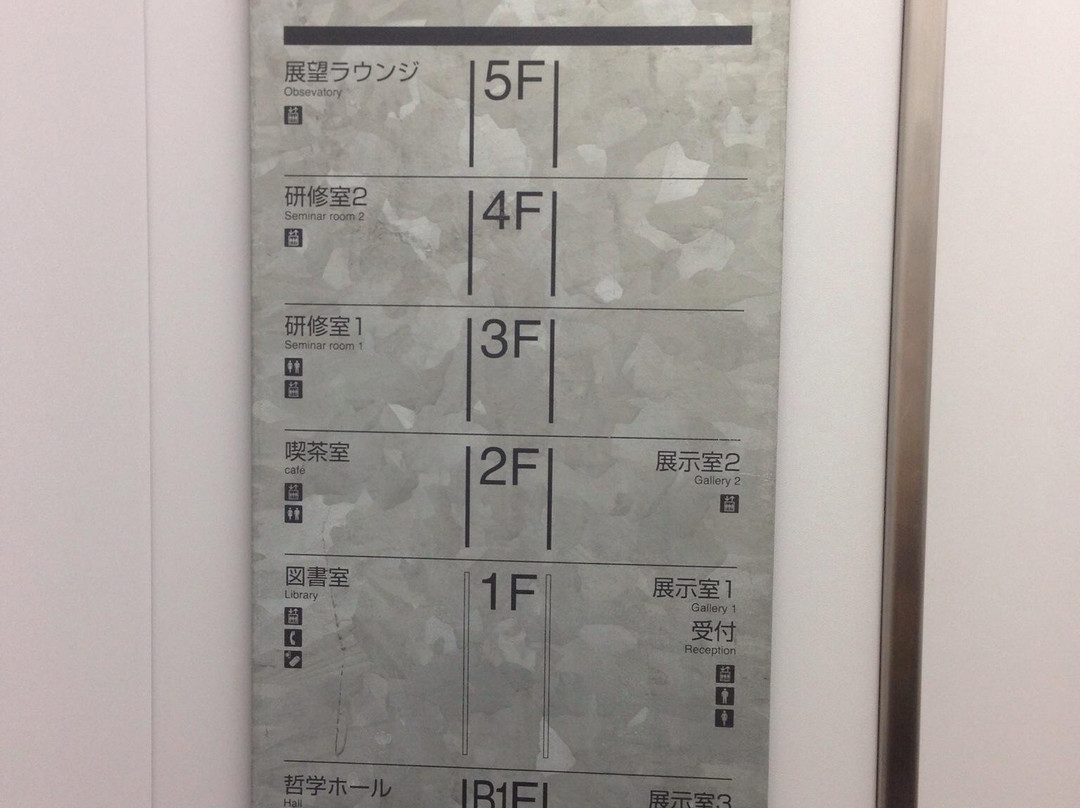 展望ラウンジ
Obsevatory
5F
研修室2
Seminar room 2
4F
研修室1
Seminar room 1
3F
喫茶室
café
2F
展示室2
Gallery 2
図書室
Library
1F
展示室1
Gallery 1
受付
Reception
哲学ホール
Hall
B1F
展示室3